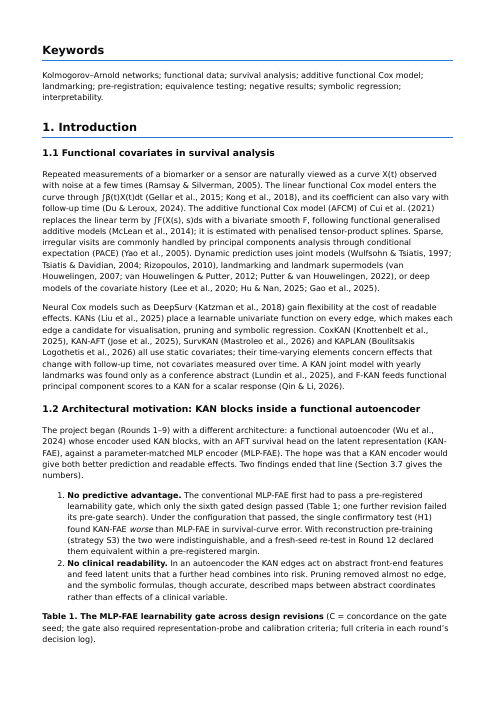 Keywords
Kolmogorov–Arnold networks; functional data; survival analysis; additive functional Cox model;
landmarking; pre-registration; equivalence testing; negative results; symbolic regression;
interpretability.
1. Introduction
1.1 Functional covariates in survival analysis
Repeated measurements of a biomarker or a sensor are naturally viewed as a curve X(t) observed
with noise at a few times (Ramsay & Silverman, 2005). The linear functional Cox model enters the
curve through ∫β(t)X(t)dt (Gellar et al., 2015; Kong et al., 2018), and its coefficient can also vary with
follow-up time (Du & Leroux, 2024). The additive functional Cox model (AFCM) of Cui et al. (2021)
replaces the linear term by ∫F(X(s), s)ds with a bivariate smooth F, following functional generalised
additive models (McLean et al., 2014); it is estimated with penalised tensor-product splines. Sparse,
irregular visits are commonly handled by principal components analysis through conditional
expectation (PACE) (Yao et al., 2005). Dynamic prediction uses joint models (Wulfsohn & Tsiatis, 1997;
Tsiatis & Davidian, 2004; Rizopoulos, 2010), landmarking and landmark supermodels (van
Houwelingen, 2007; van Houwelingen & Putter, 2012; Putter & van Houwelingen, 2022), or deep
models of the covariate history (Lee et al., 2020; Hu & Nan, 2025; Gao et al., 2025).
Neural Cox models such as DeepSurv (Katzman et al., 2018) gain flexibility at the cost of readable
effects. KANs (Liu et al., 2025) place a learnable univariate function on every edge, which makes each
edge a candidate for visualisation, pruning and symbolic regression. CoxKAN (Knottenbelt et al.,
2025), KAN-AFT (Jose et al., 2025), SurvKAN (Mastroleo et al., 2026) and KAPLAN (Boulitsakis
Logothetis et al., 2026) all use static covariates; their time-varying elements concern effects that
change with follow-up time, not covariates measured over time. A KAN joint model with yearly
landmarks was found only as a conference abstract (Lundin et al., 2025), and F-KAN feeds functional
principal component scores to a KAN for a scalar response (Qin & Li, 2026).
1.2 Architectural motivation: KAN blocks inside a functional autoencoder
The project began (Rounds 1–9) with a different architecture: a functional autoencoder (Wu et al.,
2024) whose encoder used KAN blocks, with an AFT survival head on the latent representation (KAN-
FAE), against a parameter-matched MLP encoder (MLP-FAE). The hope was that a KAN encoder would
give both better prediction and readable effects. Two findings ended that line (Section 3.7 gives the
numbers).
1. No predictive advantage. The conventional MLP-FAE first had to pass a pre-registered
learnability gate, which only the sixth gated design passed (Table 1; one further revision failed
its pre-gate search). Under the configuration that passed, the single confirmatory test (H1)
found KAN-FAE worse than MLP-FAE in survival-curve error. With reconstruction pre-training
(strategy S3) the two were indistinguishable, and a fresh-seed re-test in Round 12 declared
them equivalent within a pre-registered margin.
2. No clinical readability. In an autoencoder the KAN edges act on abstract front-end features
and feed latent units that a further head combines into risk. Pruning removed almost no edge,
and the symbolic formulas, though accurate, described maps between abstract coordinates
rather than effects of a clinical variable.
Table 1. The MLP-FAE learnability gate across design revisions (C = concordance on the gate
seed; the gate also required representation-probe and calibration criteria; full criteria in each round's
decision log).